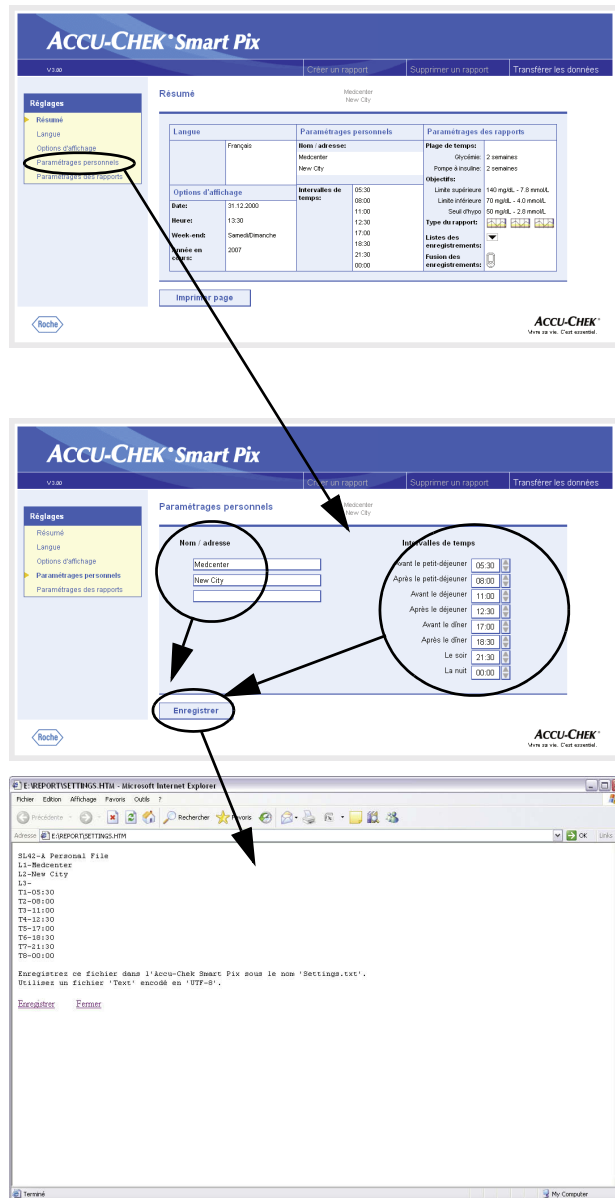 ACCU-CHEK® Smart Pix
V3.00
Créer un rapport
Supprimer un rapport
Transférer les données
Réglages
Résumé
Langue
Options d'affichage
Paramétrages personnels
Paramétrages des rapports
Résumé
Medcenter
New City
Langue
Français
Options d'affichage
Date: 31.12.2000
Heure: 13:30
Week-end: Samedi/Dimanche
Année en cours: 2007
Paramétrages personnels
Nom / adresse:
Medcenter
New City
Intervalles de temps:
05:30
08:00
11:00
12:30
17:00
18:30
21:30
00:00
Paramétrages des rapports
Plage de temps:
Glycémie: 2 semaines
Pompe à insuline: 2 semaines
Objectifs:
Limite supérieure 140 mg/dL - 7.8 mmol/L
Limite inférieure 70 mg/dL - 4.0 mmol/L
Seuil d'hypo 50 mg/dL - 2.8 mmol/L
Type du rapport:
Listes des enregistrements:
Fusion des enregistrements:
Imprimer page
Roche
ACCU-CHEK®
Vivre sa vie. C'est essentiel.
ACCU-CHEK® Smart Pix
V3.00
Créer un rapport
Supprimer un rapport
Transférer les données
Réglages
Résumé
Langue
Options d'affichage
Paramétrages personnels
Paramétrages des rapports
Paramétrages personnels
Medcenter
New City
Nom / adresse
Medcenter
New City
Intervalles de temps
Avant le petit-déjeuner 05:30
Après le petit-déjeuner 08:00
Avant le déjeuner 11:00
Après le déjeuner 12:30
Avant le dîner 17:00
Après le dîner 18:30
Le soir 21:30
La nuit 00:00
Enregistrer
Roche
ACCU-CHEK®
Vivre sa vie. C'est essentiel.
E:\REPORT\SETTINGS.HTM - Microsoft Internet Explorer
Fichier Edition Affichage Favoris Outils ?
Précédente Rechercher Favoris
Adresse E:\REPORT\SETTINGS.HTM OK Links
SL42-A Personal File
L1-Medcenter
L2-New City
L3-
T1-05:30
T2-08:00
T3-11:00
T4-12:30
T5-17:00
T6-18:30
T7-21:30
T8-00:00
Enregistrez ce fichier dans l'Accu-Chek Smart Pix sous le nom 'Settings.txt'.
Utilisez un fichier 'Text' encodé en 'UTF-8'.
Enregistrer Fermer
Terminé
My Computer